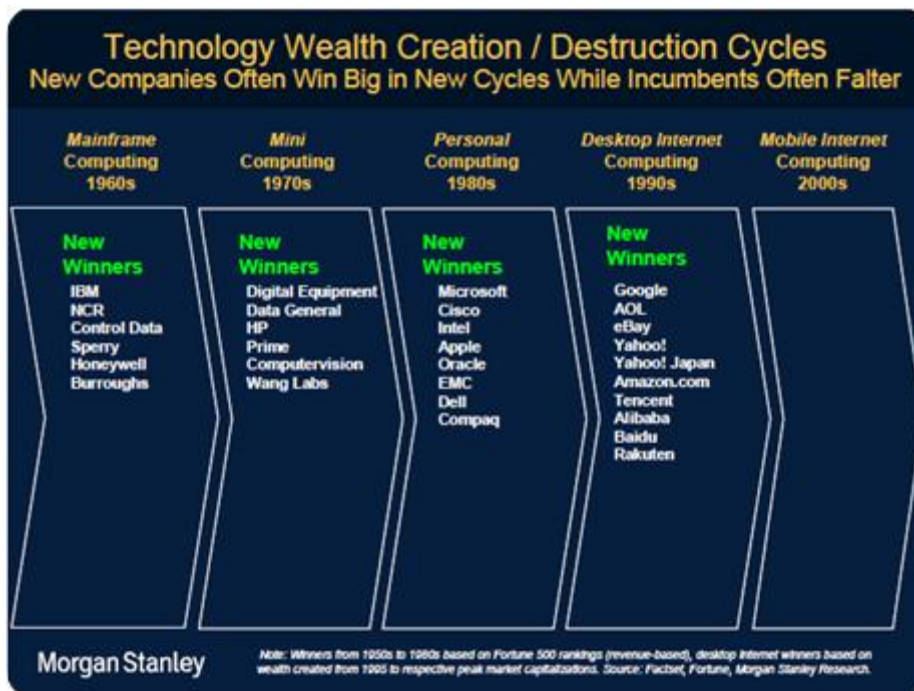 Technology Wealth Creation / Destruction Cycles
New Companies Often Win Big in New Cycles While Incumbents Often Falter
Mainframe
Computing
1960s
New
Winners
IBM
NCR
Control Data
Sperry
Honeywell
Burroughs
Mini
Computing
1970s
New
Winners
Digital Equipment
Data General
HP
Prime
Computervision
Wang Labs
Personal
Computing
1980s
New
Winners
Microsoft
Cisco
Intel
Apple
Oracle
EMC
Dell
Compaq
Desktop Internet
Computing
1990s
New
Winners
Google
AOL
eBay
Yahoo!
Yahoo! Japan
Amazon.com
Tencent
Alibaba
Baidu
Rakuten
Mobile Internet
Computing
2000s
Morgan Stanley
Note: Winners from 1950s to 1980s based on Fortune 500 rankings (revenue-based), desktop Internet winners based on
wealth created from 1995 to respective peak market capitalizations. Source: Factset, Fortune, Morgan Stanley Research.